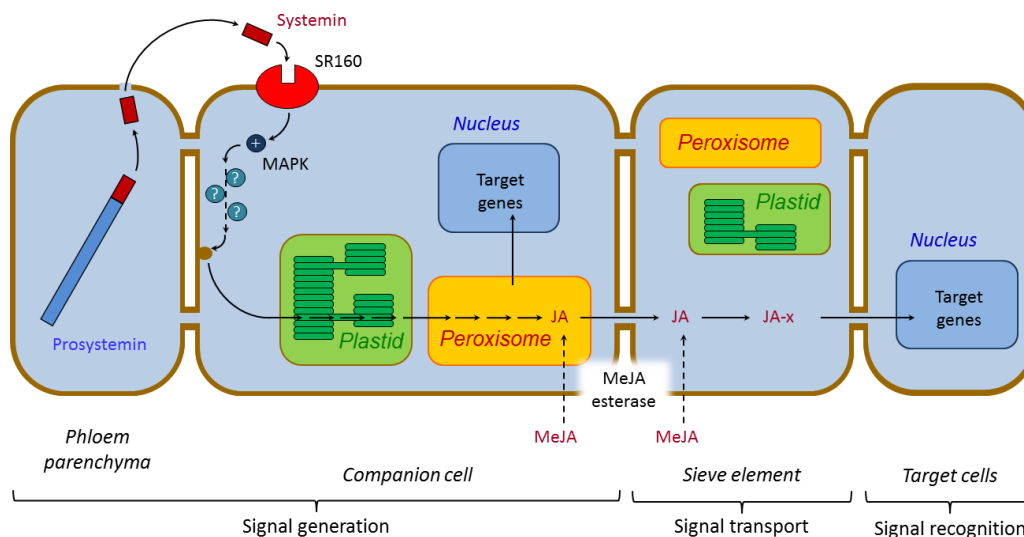 Systemin
SR160
Nucleus
Peroxisome
MAPK
+
?
?
?
Target
genes
Plastid
Nucleus
Target
genes
Prosystemin
Plastid
Peroxisome
JA
JA
JA-x
MeJA
esterase
MeJA
MeJA
Phloem
parenchyma
Companion cell
Sieve element
Target cells
Signal generation
Signal transport
Signal recognition